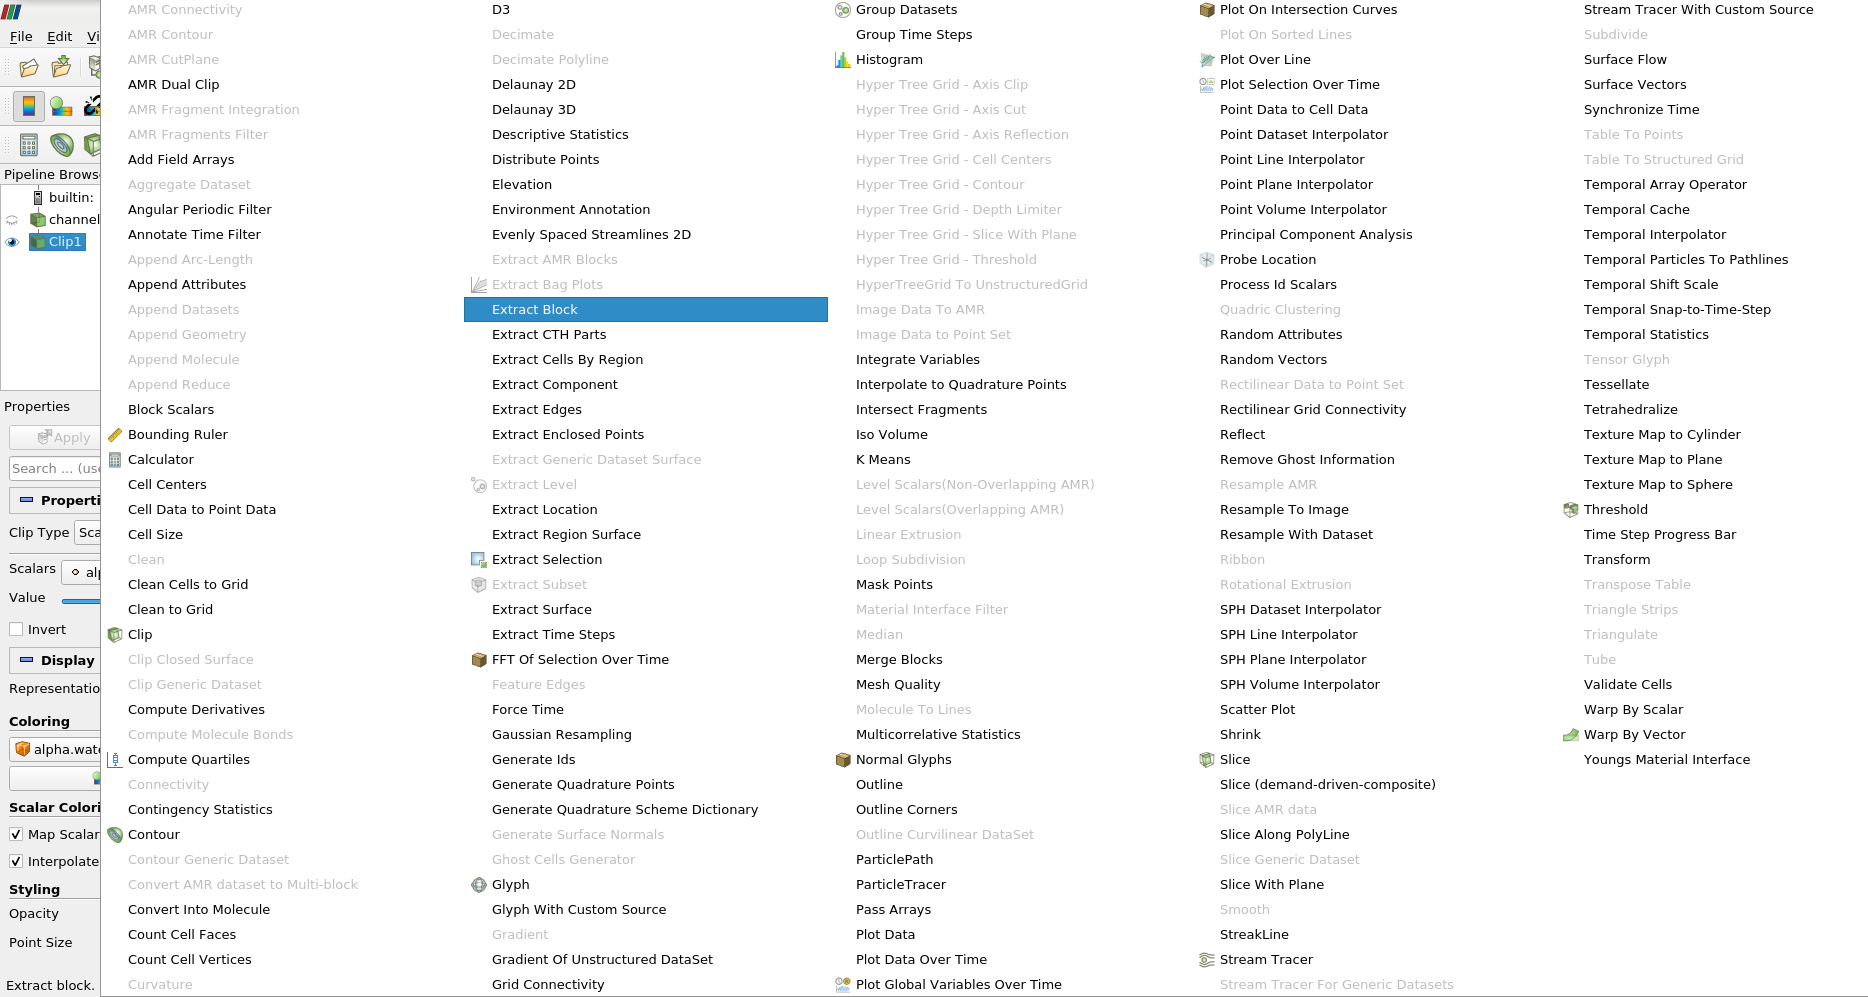 File Edit Vi
Pipeline Brows
builtin:
channel
Clip1
Properties
Apply
Search ... (use
Properti
Clip Type Sca
Scalars alp
Value
Invert
Display
Representatio
Coloring
alpha.wate
Scalar Colori
Map Scalar
Interpolate
Styling
Opacity
Point Size
Extract block.
AMR Connectivity
AMR Contour
AMR CutPlane
AMR Dual Clip
AMR Fragment Integration
AMR Fragments Filter
Add Field Arrays
Aggregate Dataset
Angular Periodic Filter
Annotate Time Filter
Append Arc-Length
Append Attributes
Append Datasets
Append Geometry
Append Molecule
Append Reduce
Block Scalars
Bounding Ruler
Calculator
Cell Centers
Cell Data to Point Data
Cell Size
Clean
Clean Cells to Grid
Clean to Grid
Clip
Clip Closed Surface
Clip Generic Dataset
Compute Derivatives
Compute Molecule Bonds
Compute Quartiles
Connectivity
Contingency Statistics
Contour
Contour Generic Dataset
Convert AMR dataset to Multi-block
Convert Into Molecule
Count Cell Faces
Count Cell Vertices
Curvature
D3
Decimate
Decimate Polyline
Delaunay 2D
Delaunay 3D
Descriptive Statistics
Distribute Points
Elevation
Environment Annotation
Evenly Spaced Streamlines 2D
Extract AMR Blocks
Extract Bag Plots
Extract Block
Extract CTH Parts
Extract Cells By Region
Extract Component
Extract Edges
Extract Enclosed Points
Extract Generic Dataset Surface
Extract Level
Extract Location
Extract Region Surface
Extract Selection
Extract Subset
Extract Surface
Extract Time Steps
FFT Of Selection Over Time
Feature Edges
Force Time
Gaussian Resampling
Generate Ids
Generate Quadrature Points
Generate Quadrature Scheme Dictionary
Generate Surface Normals
Ghost Cells Generator
Glyph
Glyph With Custom Source
Gradient
Gradient Of Unstructured DataSet
Grid Connectivity
Group Datasets
Group Time Steps
Histogram
Hyper Tree Grid - Axis Clip
Hyper Tree Grid - Axis Cut
Hyper Tree Grid - Axis Reflection
Hyper Tree Grid - Cell Centers
Hyper Tree Grid - Contour
Hyper Tree Grid - Depth Limiter
Hyper Tree Grid - Slice With Plane
Hyper Tree Grid - Threshold
HyperTreeGrid To UnstructuredGrid
Image Data To AMR
Image Data to Point Set
Integrate Variables
Interpolate to Quadrature Points
Intersect Fragments
Iso Volume
K Means
Level Scalars(Non-Overlapping AMR)
Level Scalars(Overlapping AMR)
Linear Extrusion
Loop Subdivision
Mask Points
Material Interface Filter
Median
Merge Blocks
Mesh Quality
Molecule To Lines
Multicorrelative Statistics
Normal Glyphs
Outline
Outline Corners
Outline Curvilinear DataSet
ParticlePath
ParticleTracer
Pass Arrays
Plot Data
Plot Data Over Time
Plot Global Variables Over Time
Plot On Intersection Curves
Plot On Sorted Lines
Plot Over Line
Plot Selection Over Time
Point Data to Cell Data
Point Dataset Interpolator
Point Line Interpolator
Point Plane Interpolator
Point Volume Interpolator
Principal Component Analysis
Probe Location
Process Id Scalars
Quadric Clustering
Random Attributes
Random Vectors
Rectilinear Data to Point Set
Rectilinear Grid Connectivity
Reflect
Remove Ghost Information
Resample AMR
Resample To Image
Resample With Dataset
Ribbon
Rotational Extrusion
SPH Dataset Interpolator
SPH Line Interpolator
SPH Plane Interpolator
SPH Volume Interpolator
Scatter Plot
Shrink
Slice
Slice (demand-driven-composite)
Slice AMR data
Slice Along PolyLine
Slice Generic Dataset
Slice With Plane
Smooth
StreakLine
Stream Tracer
Stream Tracer For Generic Datasets
Stream Tracer With Custom Source
Subdivide
Surface Flow
Surface Vectors
Synchronize Time
Table To Points
Table To Structured Grid
Temporal Array Operator
Temporal Cache
Temporal Interpolator
Temporal Particles To Pathlines
Temporal Shift Scale
Temporal Snap-to-Time-Step
Temporal Statistics
Tensor Glyph
Tessellate
Tetrahedralize
Texture Map to Cylinder
Texture Map to Plane
Texture Map to Sphere
Threshold
Time Step Progress Bar
Transform
Transpose Table
Triangle Strips
Triangulate
Tube
Validate Cells
Warp By Scalar
Warp By Vector
Youngs Material Interface